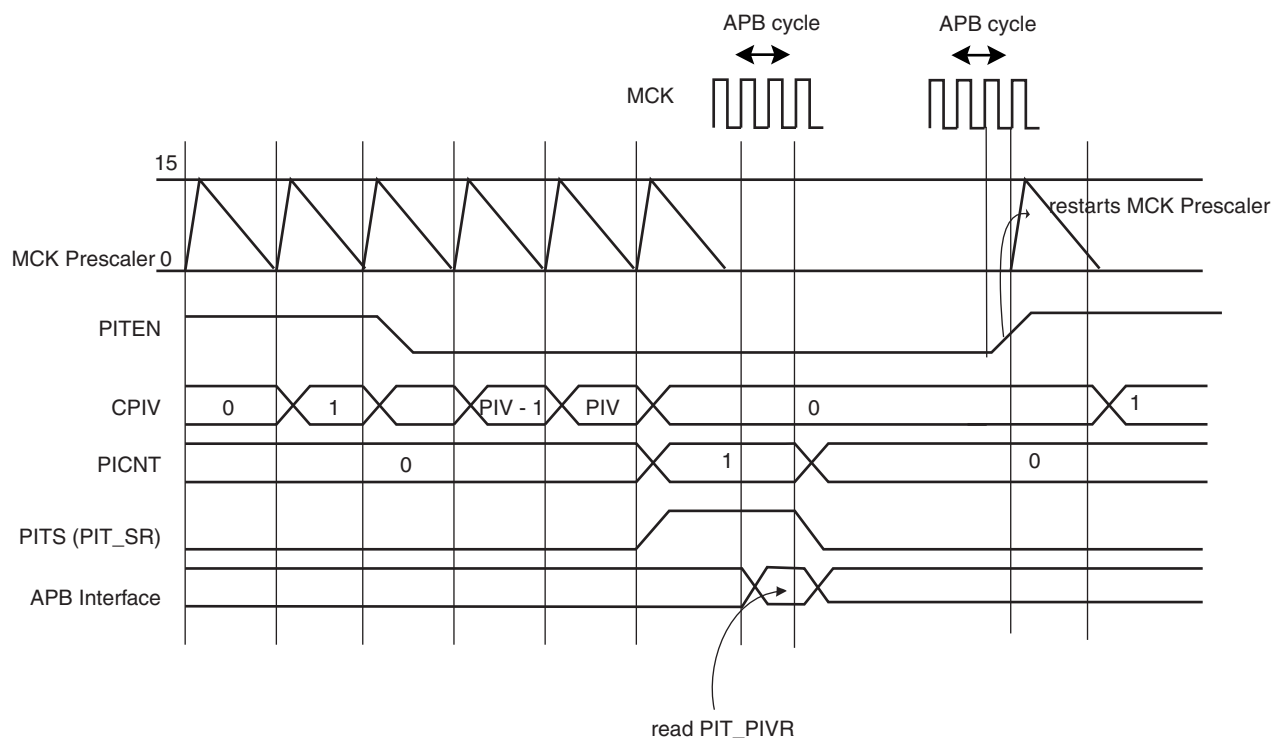 APB cycle
APB cycle
MCK
15
restarts MCK Prescaler
MCK Prescaler 0
PITEN
CPIV
0
1
PIV - 1
PIV
0
1
PICNT
0
1
0
PITS (PIT_SR)
APB Interface
read PIT_PIVR